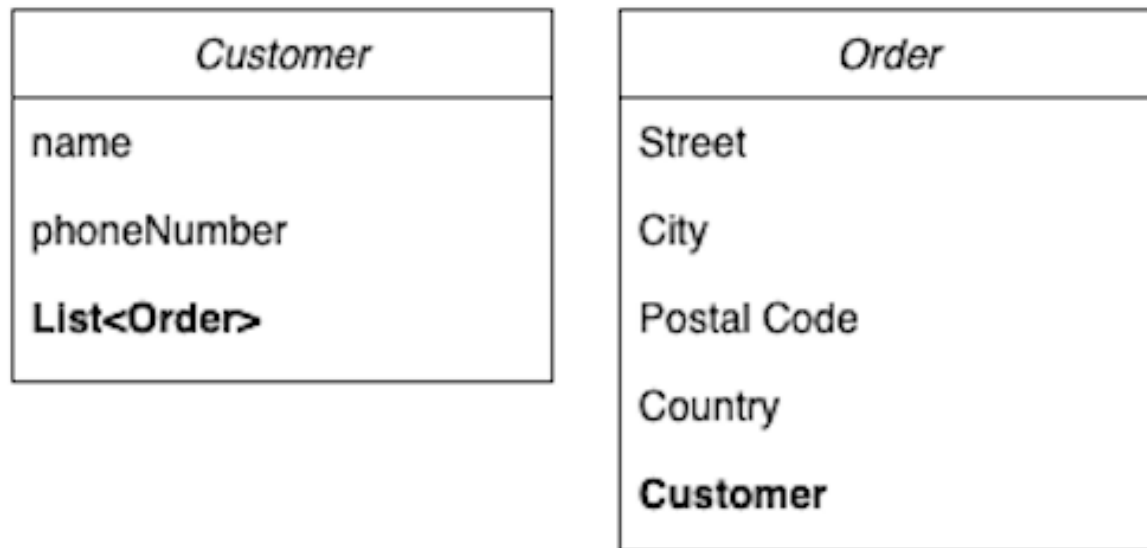 Customer
name
phoneNumber
List<Order>
Order
Street
City
Postal Code
Country
Customer